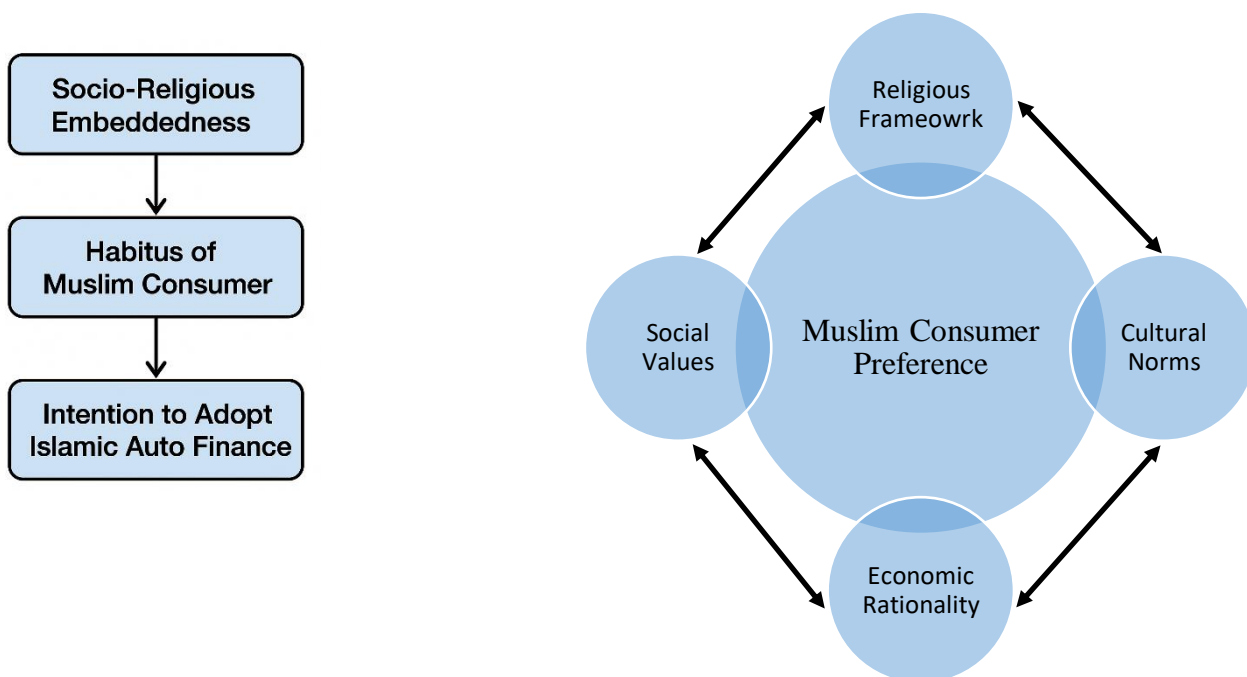 Socio-Religious
Embeddedness
Habitus of
Muslim Consumer
Intention to Adopt
Islamic Auto Finance
Religious
Frameowrk
Social
Values
Muslim Consumer
Preference
Cultural
Norms
Economic
Rationality